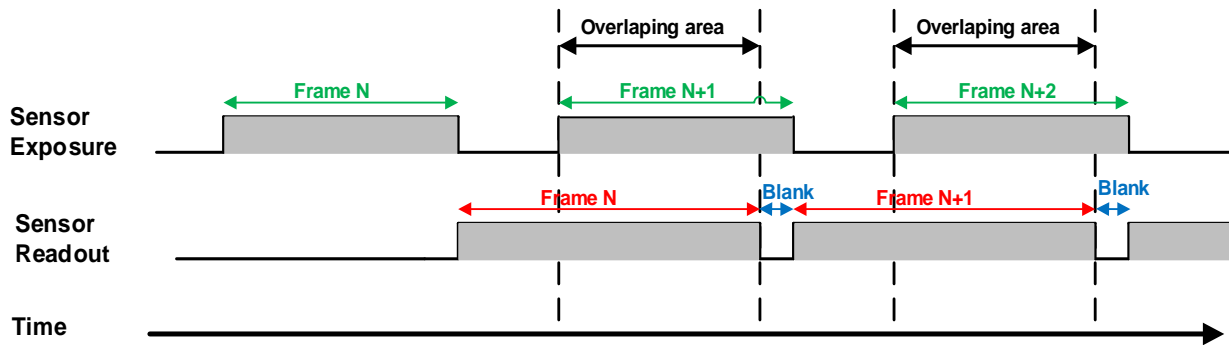 Overlaping area
Overlaping area
Frame N
Frame N+1
Frame N+2
Sensor
Exposure
Frame N
Blank
Frame N+1
Blank
Sensor
Readout
Time